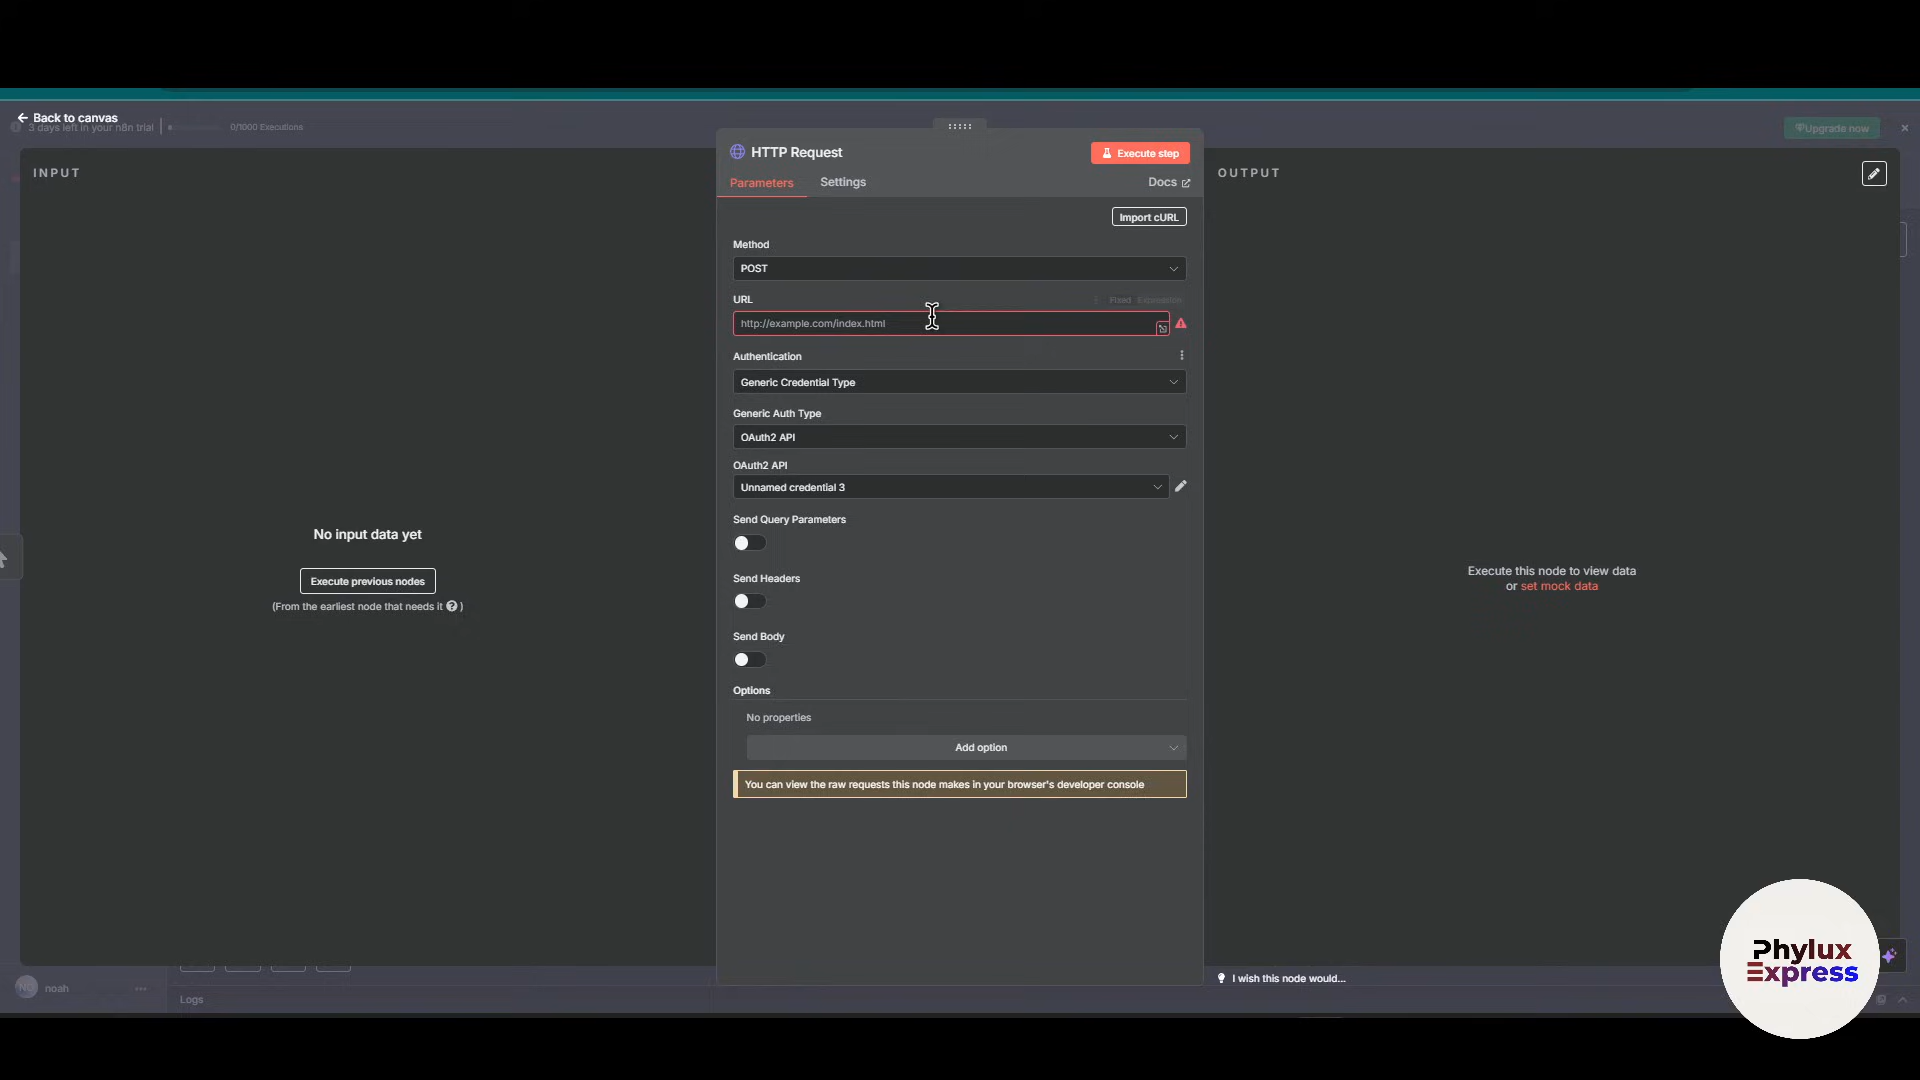 Back to canvas
3 days left in your n8n trial
0/1000 Executions
Upgrade now
INPUT
No input data yet
Execute previous nodes
(From the earliest node that needs it ?)
HTTP Request
Execute step
Parameters
Settings
Docs
Import cURL
Method
POST
URL
Fixed
Expression
http://example.com/index.html
Authentication
Generic Credential Type
Generic Auth Type
OAuth2 API
OAuth2 API
Unnamed credential 3
Send Query Parameters
Send Headers
Send Body
Options
No properties
Add option
You can view the raw requests this node makes in your browser's developer console
OUTPUT
Execute this node to view data
or set mock data
I wish this node would...
noah
Logs
Phylux
Express